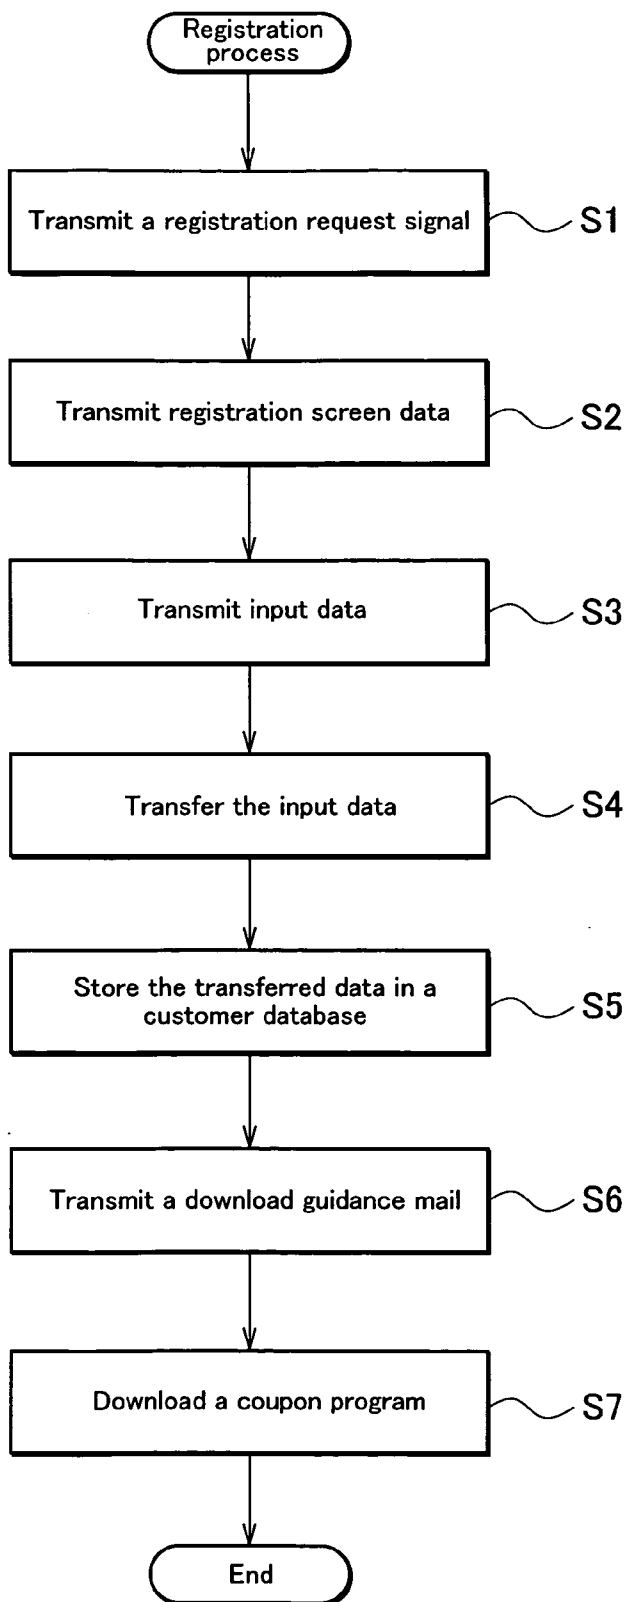 Registration
process
Transmit a registration request signal
S1
Transmit registration screen data
S2
Transmit input data
S3
Transfer the input data
S4
Store the transferred data in a
customer database
S5
Transmit a download guidance mail
S6
Download a coupon program
S7
End